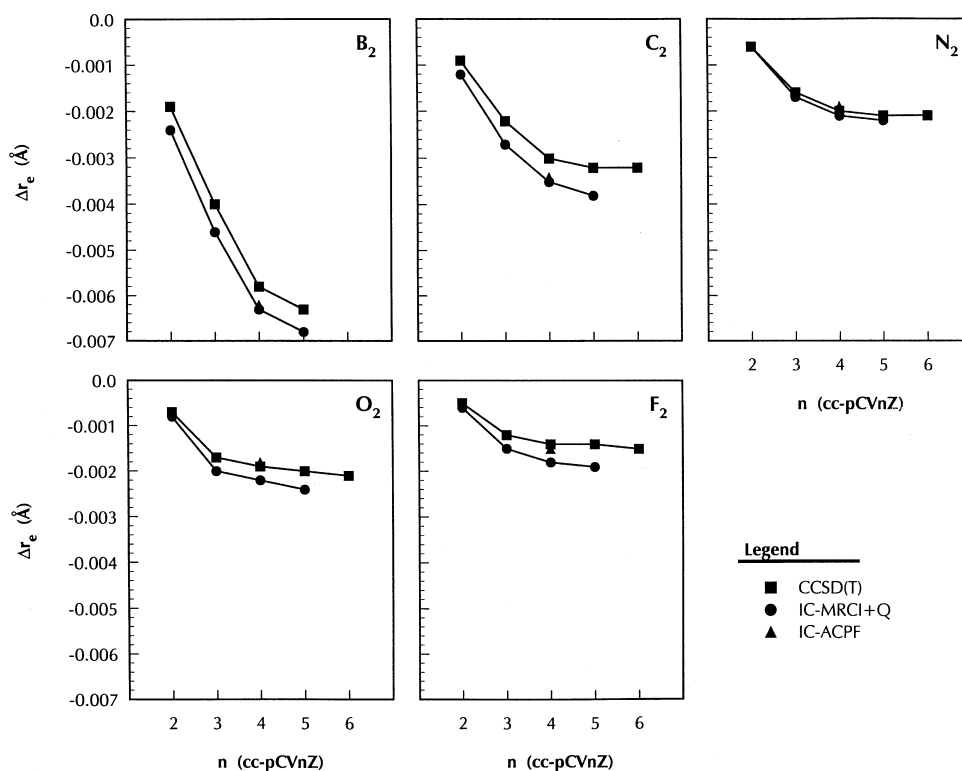 0.0
-0.001
-0.002
-0.003
-0.004
-0.005
-0.006
-0.007
Δre (Å)
B2
C2
N2
2 3 4 5 6
n (cc-pCVnZ)
0.0
-0.001
-0.002
-0.003
-0.004
-0.005
-0.006
-0.007
Δre (Å)
O2
F2
2 3 4 5 6
n (cc-pCVnZ)
2 3 4 5 6
n (cc-pCVnZ)
Legend
CCSD(T)
IC-MRCI+Q
IC-ACPF